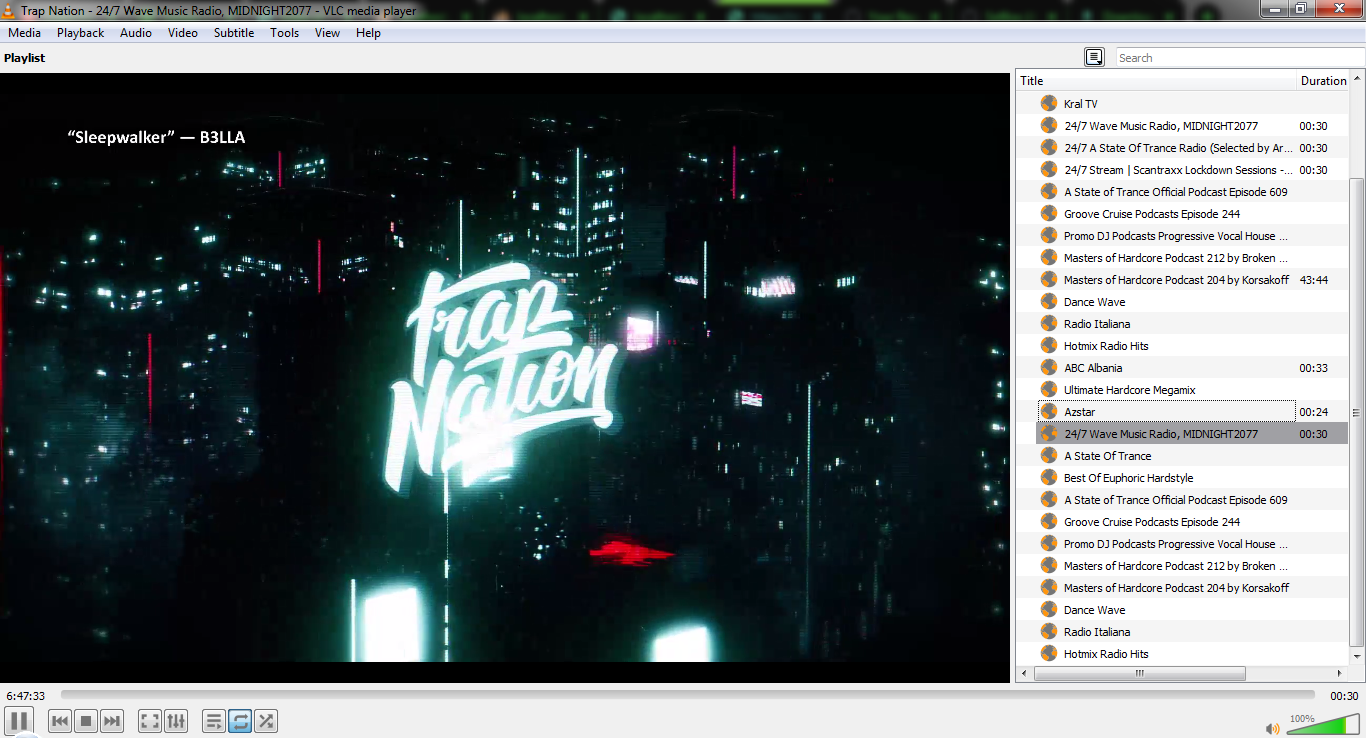 Trap Nation - 24/7 Wave Music Radio, MIDNIGHT2077 - VLC media player
Media Playback Audio Video Subtitle Tools View Help
Playlist
Search
“Sleepwalker” — B3LLA
Trap
Nation
Title Duration
Kral TV
24/7 Wave Music Radio, MIDNIGHT2077 00:30
24/7 A State Of Trance Radio (Selected by Ar... 00:30
24/7 Stream | Scantraxx Lockdown Sessions -... 00:30
A State of Trance Official Podcast Episode 609
Groove Cruise Podcasts Episode 244
Promo DJ Podcasts Progressive Vocal House ...
Masters of Hardcore Podcast 212 by Broken ...
Masters of Hardcore Podcast 204 by Korsakoff 43:44
Dance Wave
Radio Italiana
Hotmix Radio Hits
ABC Albania 00:33
Ultimate Hardcore Megamix
Azstar 00:24
24/7 Wave Music Radio, MIDNIGHT2077 00:30
A State Of Trance
Best Of Euphoric Hardstyle
A State of Trance Official Podcast Episode 609
Groove Cruise Podcasts Episode 244
Promo DJ Podcasts Progressive Vocal House ...
Masters of Hardcore Podcast 212 by Broken ...
Masters of Hardcore Podcast 204 by Korsakoff
Dance Wave
Radio Italiana
Hotmix Radio Hits
6:47:33 00:30
100%